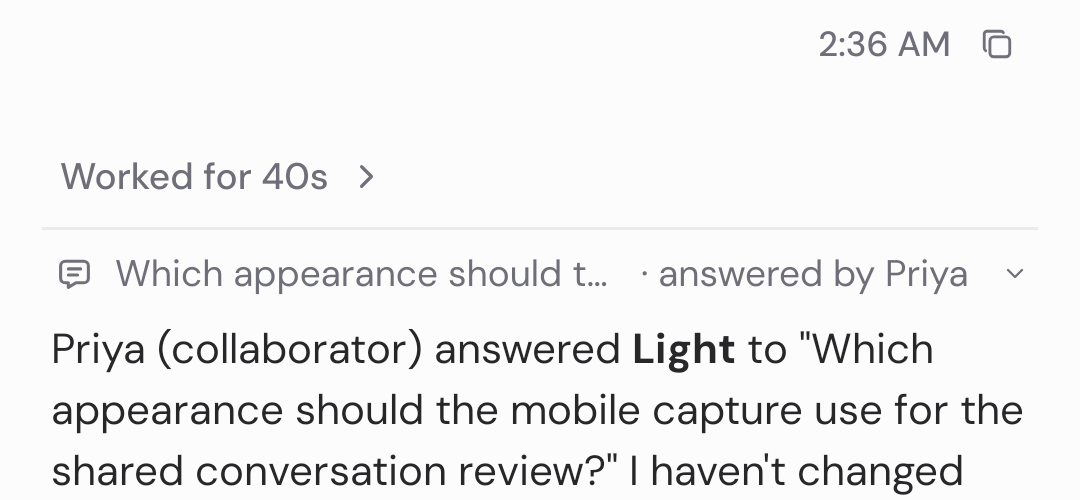 2:36 AM
Worked for 40s
Which appearance should t... · answered by Priya
Priya (collaborator) answered Light to "Which
appearance should the mobile capture use for the
shared conversation review?" I haven't changed